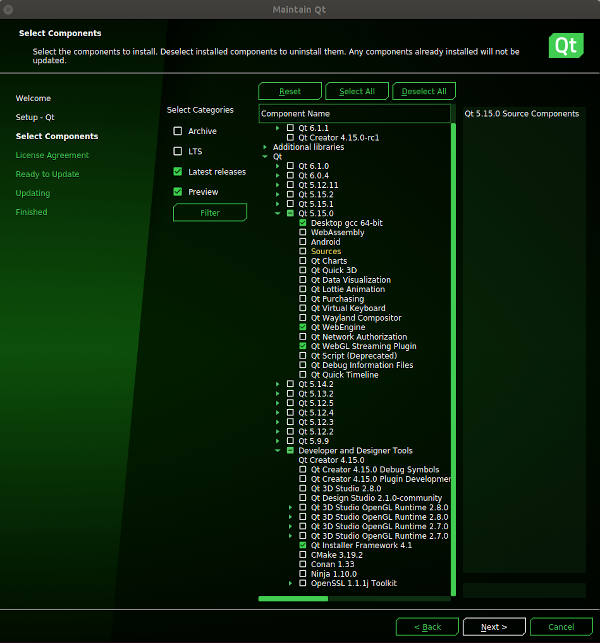 Maintain Qt
Select Components
Select the components to install. Deselect installed components to uninstall them. Any components already installed will not be
updated.
Qt
Welcome
Setup - Qt
Select Components
License Agreement
Ready to Update
Updating
Finished
Select Categories
Archive
LTS
Latest releases
Preview
Filter
Reset
Select All
Deselect All
Component Name
Qt 6.1.1
Qt Creator 4.15.0-rc1
Additional libraries
Qt
Qt 6.1.0
Qt 6.0.4
Qt 5.12.11
Qt 5.15.2
Qt 5.15.1
Qt 5.15.0
Desktop gcc 64-bit
WebAssembly
Android
Sources
Qt Charts
Qt Quick 3D
Qt Data Visualization
Qt Lottie Animation
Qt Purchasing
Qt Virtual Keyboard
Qt Wayland Compositor
Qt WebEngine
Qt Network Authorization
Qt WebGL Streaming Plugin
Qt Script (Deprecated)
Qt Debug Information Files
Qt Quick Timeline
Qt 5.14.2
Qt 5.13.2
Qt 5.12.5
Qt 5.12.4
Qt 5.12.3
Qt 5.12.2
Qt 5.9.9
Developer and Designer Tools
Qt Creator 4.15.0
Qt Creator 4.15.0 Debug Symbols
Qt Creator 4.15.0 Plugin Developmen
Qt 3D Studio 2.8.0
Qt Design Studio 2.1.0-community
Qt 3D Studio OpenGL Runtime 2.8.0
Qt 3D Studio OpenGL Runtime 2.8.0
Qt 3D Studio OpenGL Runtime 2.7.0
Qt 3D Studio OpenGL Runtime 2.7.0
Qt Installer Framework 4.1
CMake 3.19.2
Conan 1.33
Ninja 1.10.0
OpenSSL 1.1.1j Toolkit
Qt 5.15.0 Source Components
< Back
Next >
Cancel